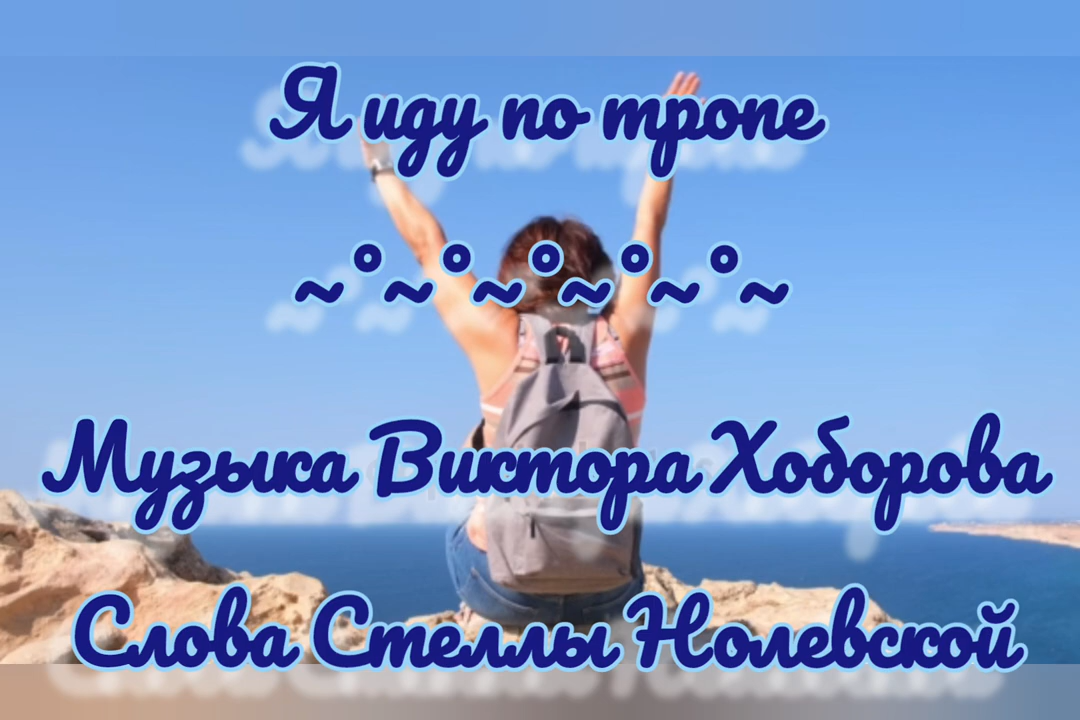 Я иду по тропе
~°~°~°~°~°~
Музыка Виктора Хоборова
Слова Стеллы Нолевской